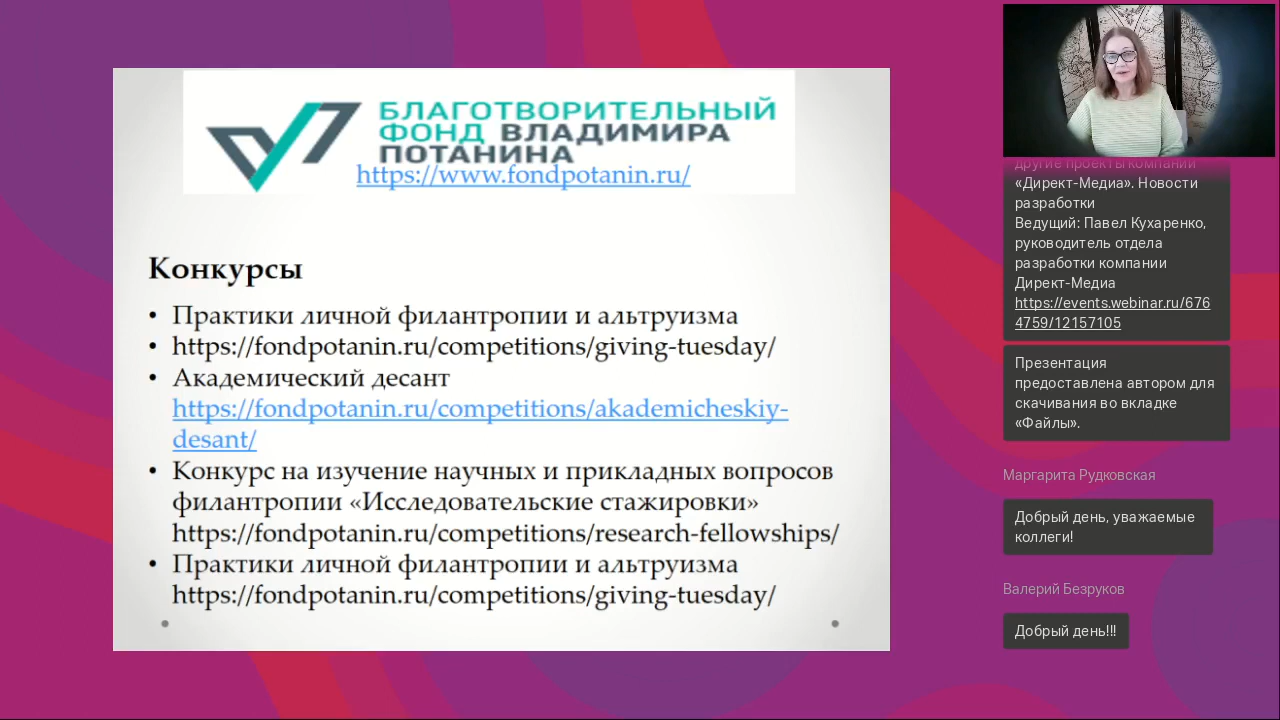 БЛАГОТВОРИТЕЛЬНЫЙ
ФОНД ВЛАДИМИРА
ПОТАНИНА
https://www.fondpotanin.ru/
Конкурсы
• Практики личной филантропии и альтруизма
• https://fondpotanin.ru/competitions/giving-tuesday/
• Академический десант
https://fondpotanin.ru/competitions/akademicheskiy-
desant/
• Конкурс на изучение научных и прикладных вопросов
филантропии «Исследовательские стажировки»
https://fondpotanin.ru/competitions/research-fellowships/
• Практики личной филантропии и альтруизма
https://fondpotanin.ru/competitions/giving-tuesday/
другие проекты компании
«Директ-Медиа». Новости
разработки
Ведущий: Павел Кухаренко,
руководитель отдела
разработки компании
Директ-Медиа
https://events.webinar.ru/676
4759/12157105
Презентация
предоставлена автором для
скачивания во вкладке
«Файлы».
Маргарита Рудковская
Добрый день, уважаемые
коллеги!
Валерий Безруков
Добрый день!!!